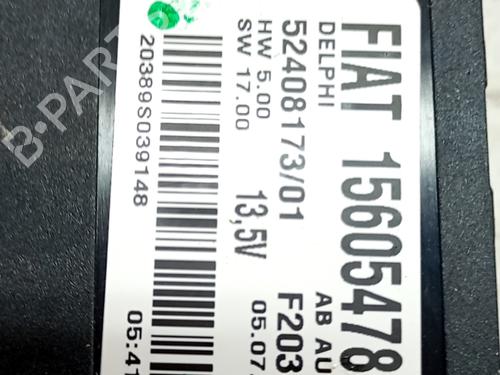 FIAT 15605478
DELPHI AB AU
52408173/01 F203
HW 5.00 13,5V 05.07
SW 17.00
20389S039148 05:41
B-PARTS